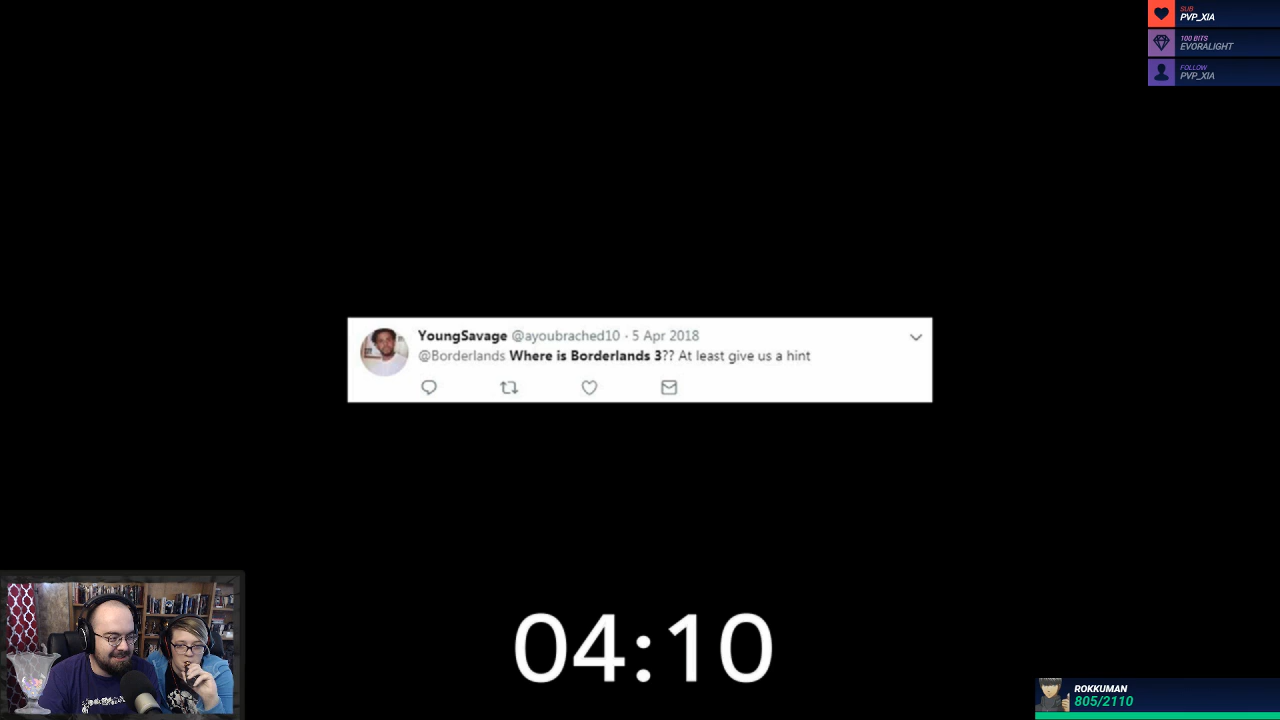 SUB
PVP_XIA
100 BITS
EVORALIGHT
FOLLOW
PVP_XIA
YoungSavage @ayoubrached10 · 5 Apr 2018
@Borderlands Where is Borderlands 3?? At least give us a hint
04:10
ROKKUMAN
805/2110